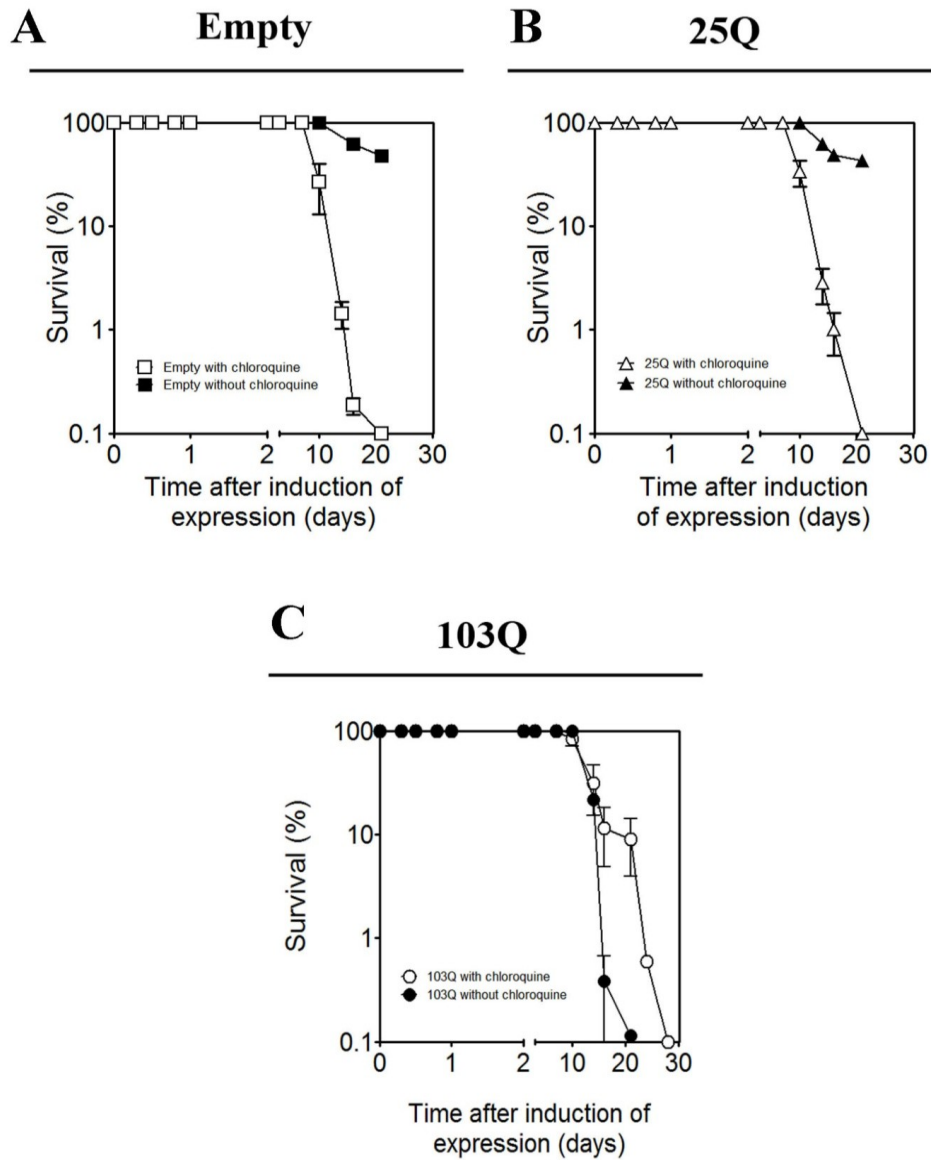 A
Empty
100
10
1
0.1
Survival (%)
Empty with chloroquine
Empty without chloroquine
0 1 2 10 20 30
Time after induction of
expression (days)
B
25Q
100
10
1
0.1
Survival (%)
25Q with chloroquine
25Q without chloroquine
0 1 2 10 20 30
Time after induction
of expression (days)
C
103Q
100
10
1
0.1
Survival (%)
103Q with chloroquine
103Q without chloroquine
0 1 2 10 20 30
Time after induction of
expression (days)